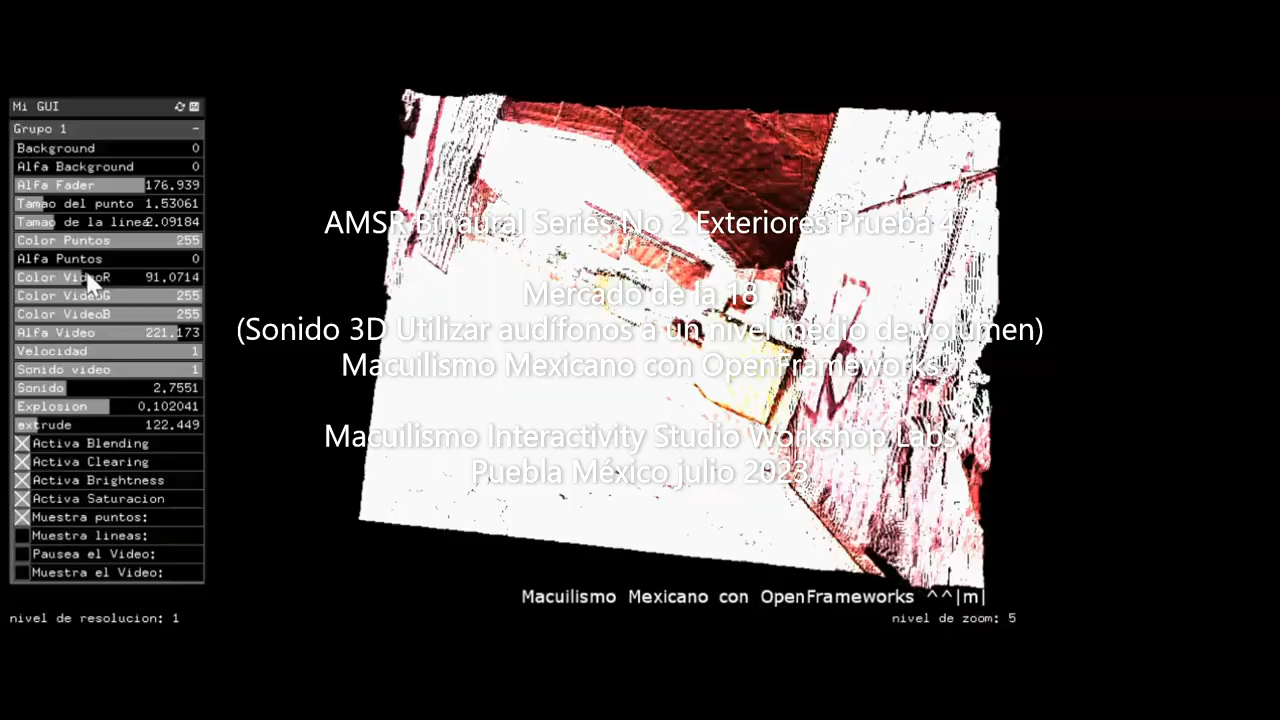 Mi GUI
Grupo 1
Background 0
Alfa Background 0
Alfa Fader 176.939
Tamao del punto 1.53061
Tamao de la linea2.09184
Color Puntos 255
Alfa Puntos 0
Color VideoR 91.0714
Color VideoG 255
Color VideoB 255
Alfa Video 221.173
Velocidad 1
Sonido video 1
Sonido 2.7551
Explosion 0.102041
extrude 122.449
Activa Blending
Activa Clearing
Activa Brightness
Activa Saturacion
Muestra puntos:
Muestra lineas:
Pausea el Video:
Muestra el Video:
nivel de resolucion: 1
AMSR Binaural Series No 2 Exteriores Prueba 4
Mercado de la 18
(Sonido 3D Utilizar audífonos a un nivel medio de volumen)
Macuilismo Mexicano con OpenFrameworks
Macuilismo Interactivity Studio Workshop Labs
Puebla México julio 2023
Macuilismo Mexicano con OpenFrameworks ^^|m|
nivel de zoom: 5